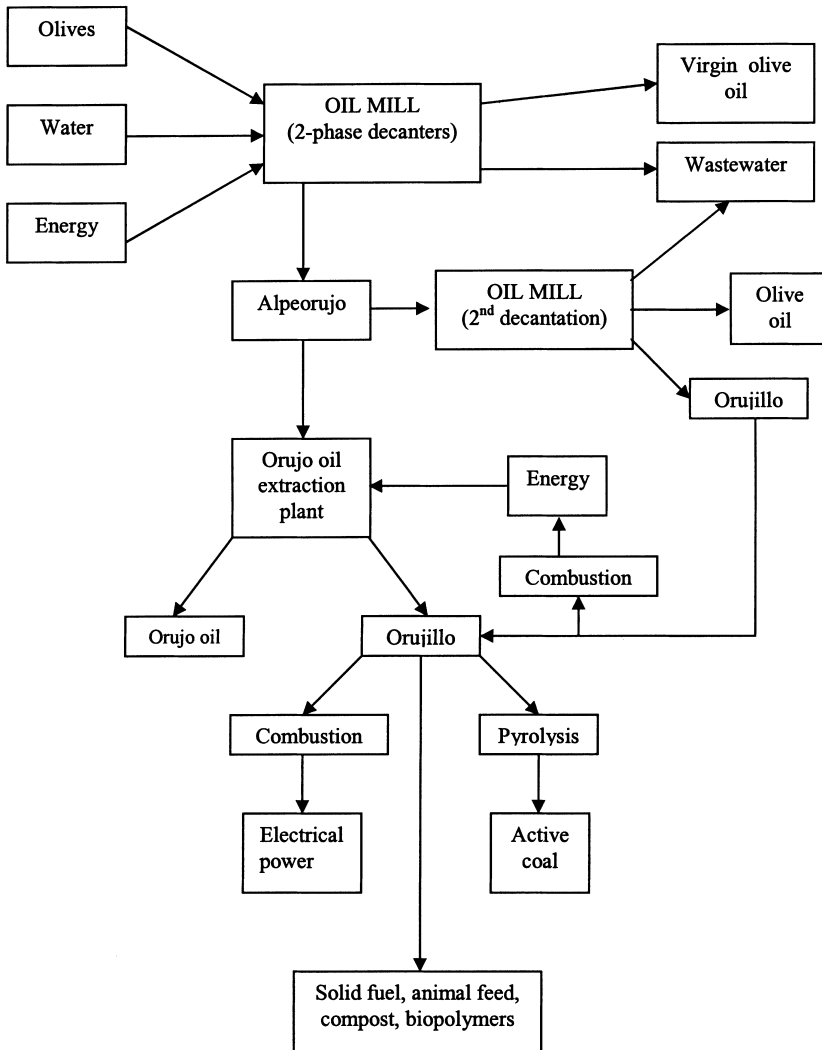 Olives
Virgin olive
oil
OIL MILL
(2-phase decanters)
Water
Wastewater
Energy
Alpeorujo
OIL MILL
(2nd decantation)
Olive
oil
Orujillo
Orujo oil
extraction
plant
Energy
Combustion
Orujo oil
Orujillo
Combustion
Pyrolysis
Electrical
power
Active
coal
Solid fuel, animal feed,
compost, biopolymers